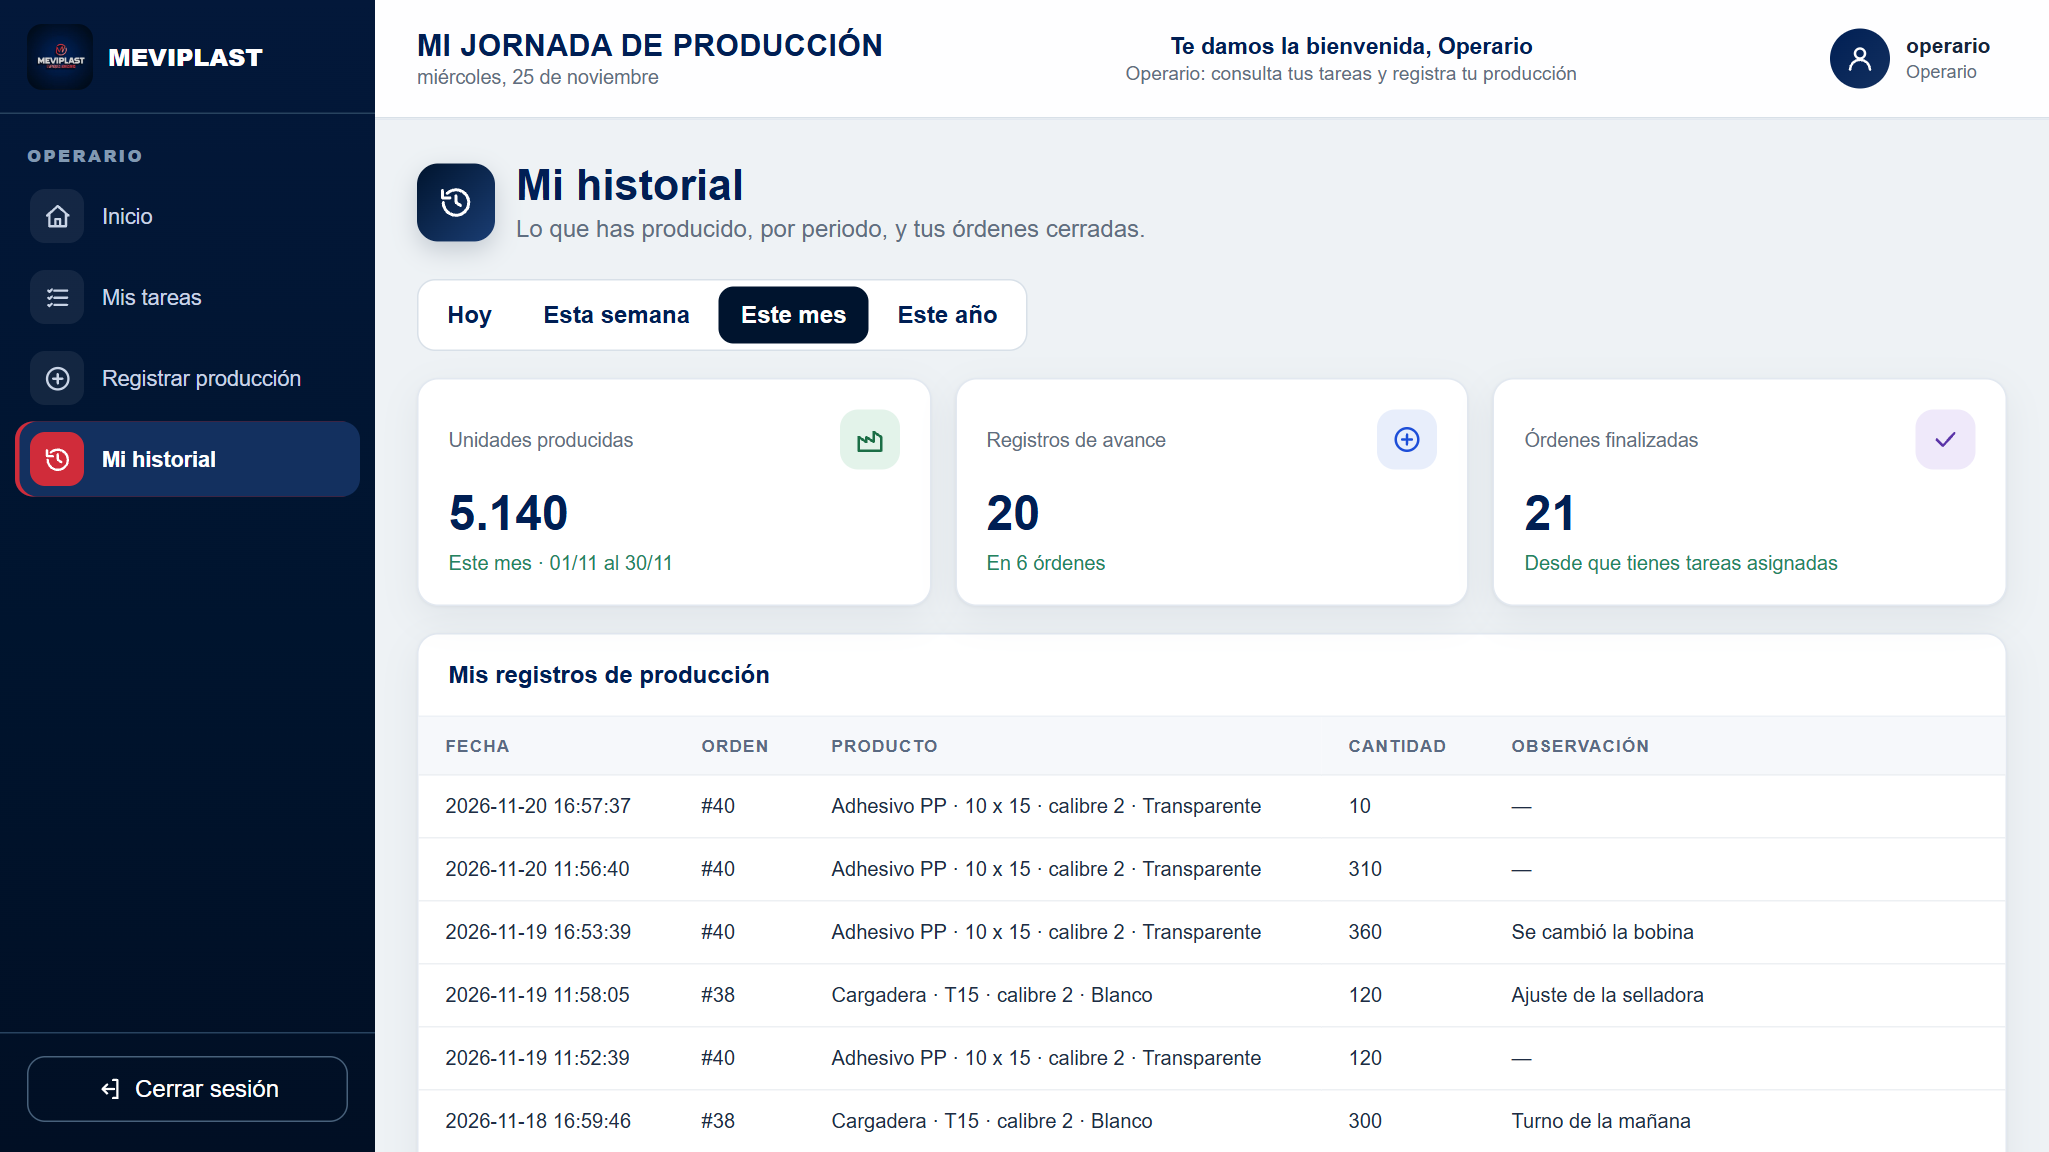 MEVIPLAST
MEVIPLAST
OPERARIO
Inicio
Mis tareas
Registrar producción
Mi historial
Cerrar sesión
MI JORNADA DE PRODUCCIÓN
miércoles, 25 de noviembre
Te damos la bienvenida, Operario
Operario: consulta tus tareas y registra tu producción
operario
Operario
Mi historial
Lo que has producido, por periodo, y tus órdenes cerradas.
Hoy Esta semana Este mes Este año
Unidades producidas
5.140
Este mes · 01/11 al 30/11
Registros de avance
20
En 6 órdenes
Órdenes finalizadas
21
Desde que tienes tareas asignadas
Mis registros de producción
FECHA ORDEN PRODUCTO CANTIDAD OBSERVACIÓN
2026-11-20 16:57:37 #40 Adhesivo PP · 10 x 15 · calibre 2 · Transparente 10 —
2026-11-20 11:56:40 #40 Adhesivo PP · 10 x 15 · calibre 2 · Transparente 310 —
2026-11-19 16:53:39 #40 Adhesivo PP · 10 x 15 · calibre 2 · Transparente 360 Se cambió la bobina
2026-11-19 11:58:05 #38 Cargadera · T15 · calibre 2 · Blanco 120 Ajuste de la selladora
2026-11-19 11:52:39 #40 Adhesivo PP · 10 x 15 · calibre 2 · Transparente 120 —
2026-11-18 16:59:46 #38 Cargadera · T15 · calibre 2 · Blanco 300 Turno de la mañana